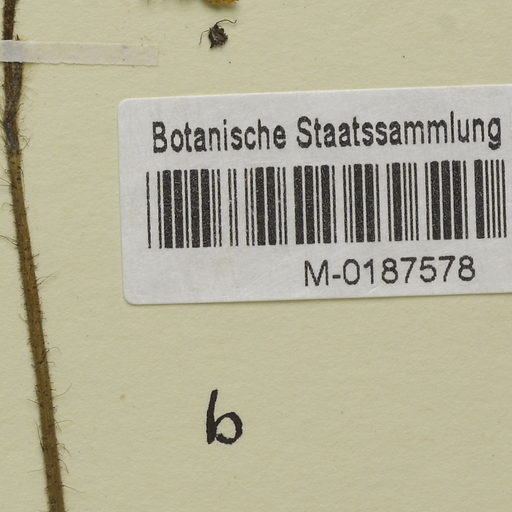 Botanische Staatssammlung
M-0187578
b